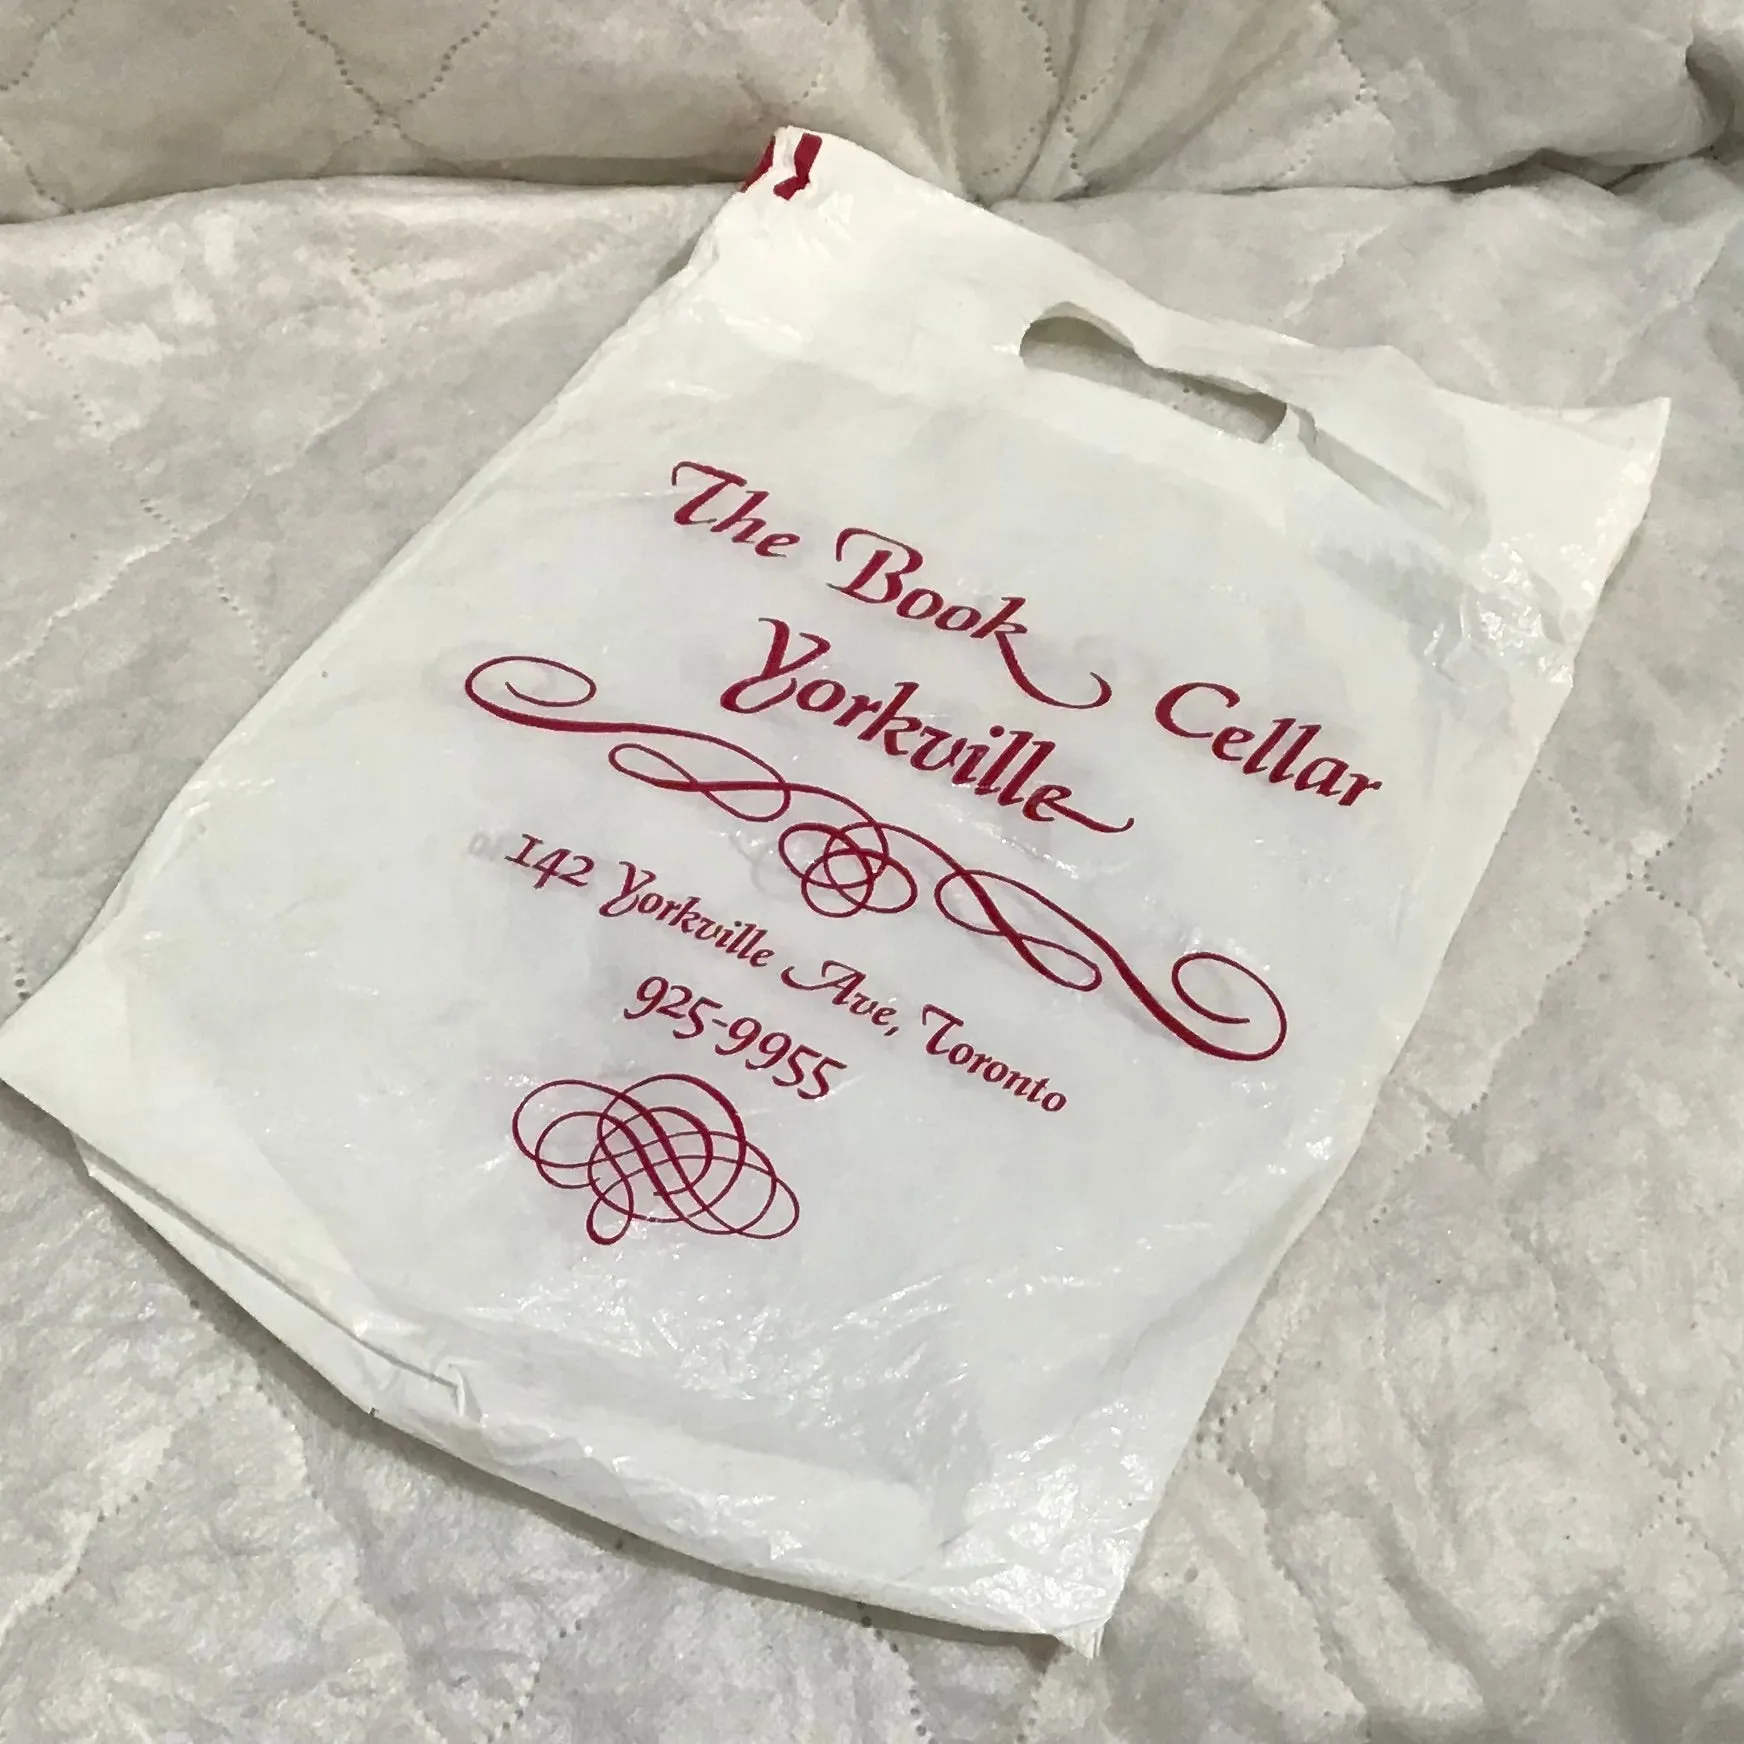 The Book Cellar
Yorkville
142 Yorkville Ave, Toronto
925-9955